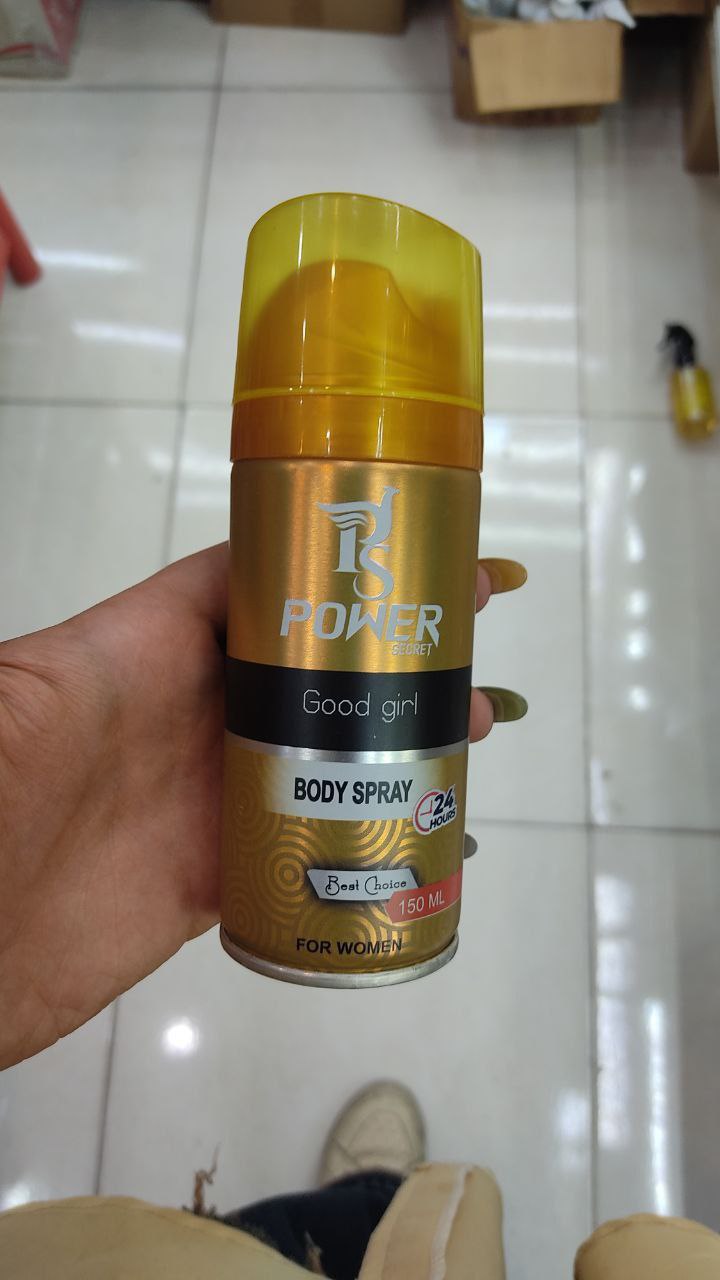 PS
POWER
SECRET
Good girl
BODY SPRAY
24
HOURS
Best Choice
150 ML
FOR WOMEN